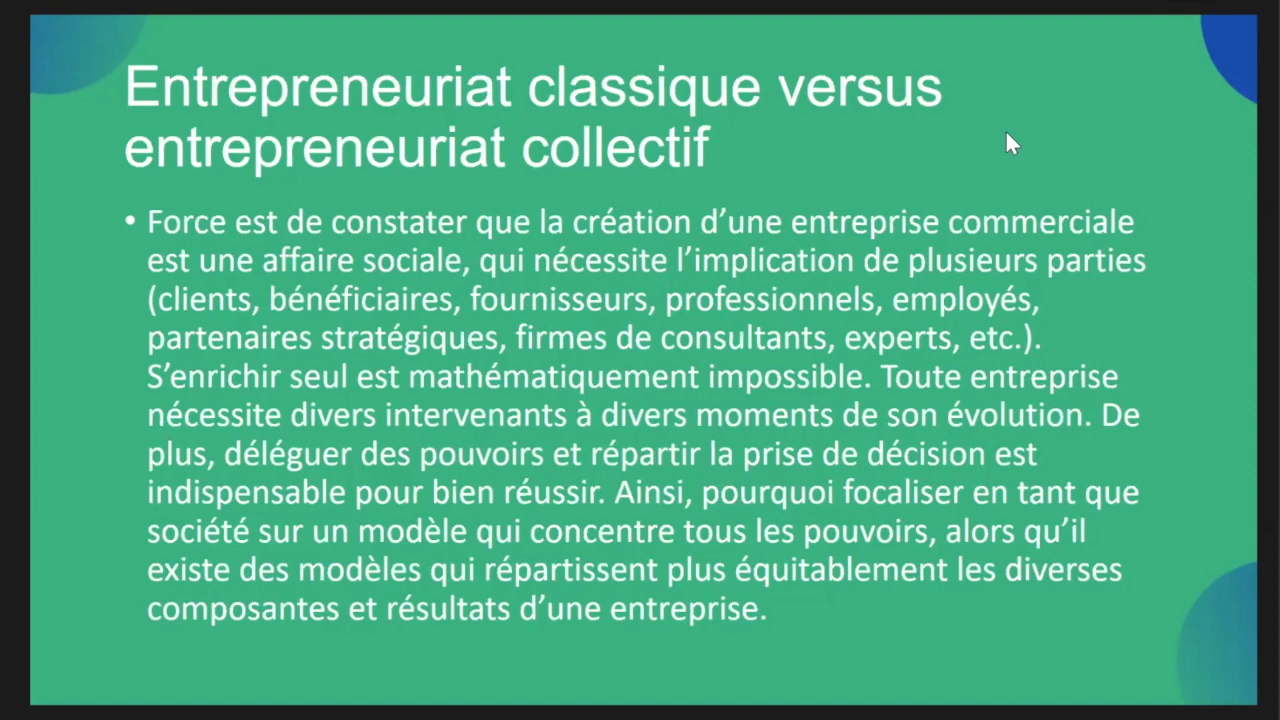 Entrepreneuriat classique versus
entrepreneuriat collectif
• Force est de constater que la création d’une entreprise commerciale
est une affaire sociale, qui nécessite l’implication de plusieurs parties
(clients, bénéficiaires, fournisseurs, professionnels, employés,
partenaires stratégiques, firmes de consultants, experts, etc.).
S’enrichir seul est mathématiquement impossible. Toute entreprise
nécessite divers intervenants à divers moments de son évolution. De
plus, déléguer des pouvoirs et répartir la prise de décision est
indispensable pour bien réussir. Ainsi, pourquoi focaliser en tant que
société sur un modèle qui concentre tous les pouvoirs, alors qu’il
existe des modèles qui répartissent plus équitablement les diverses
composantes et résultats d’une entreprise.